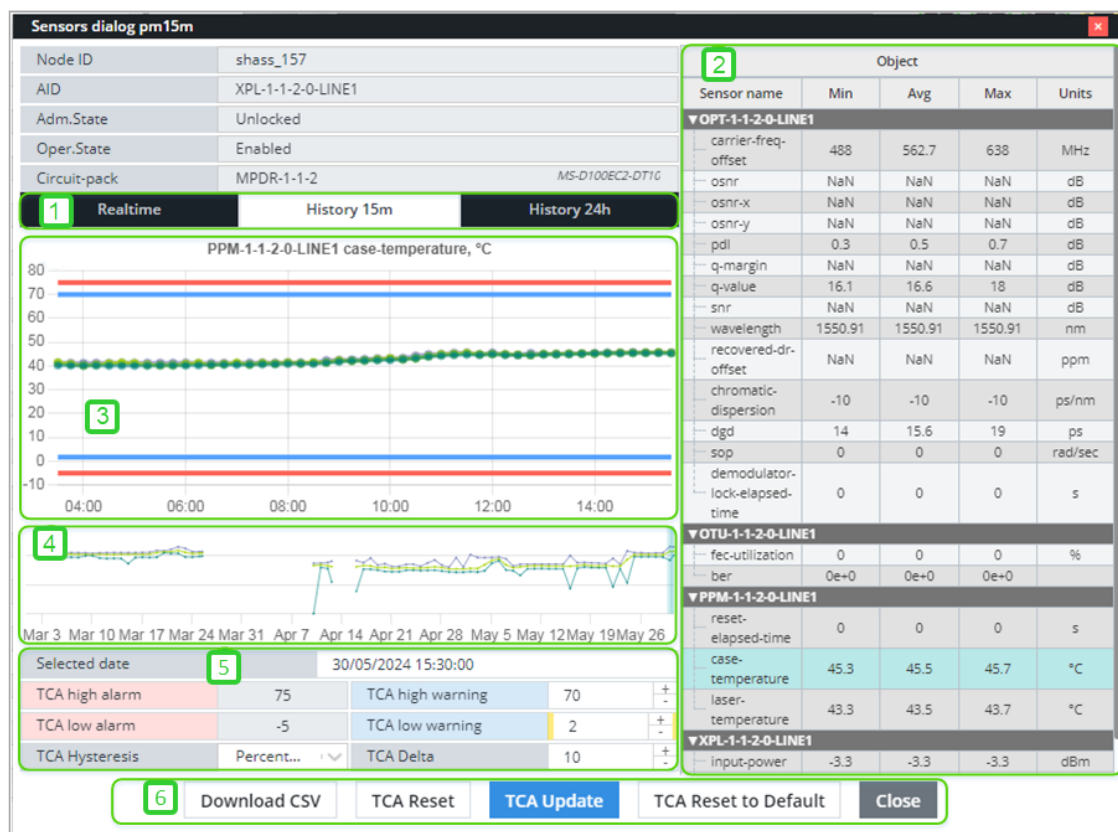 Sensors dialog pm15m
×
Node ID shass_157
AID XPL-1-1-2-0-LINE1
Adm.State Unlocked
Oper.State Enabled
Circuit-pack MPDR-1-1-2 MS-D100EC2-DT10
1 Realtime History 15m History 24h
PPM-1-1-2-0-LINE1 case-temperature, °C
80
70
60
50
40
30
20
10
0
-10
3
04:00 06:00 08:00 10:00 12:00 14:00
4
Mar 3 Mar 10 Mar 17 Mar 24 Mar 31 Apr 7 Apr 14 Apr 21 Apr 28 May 5 May 12 May 19 May 26
Selected date 5 30/05/2024 15:30:00
TCA high alarm 75 TCA high warning 70 + -
TCA low alarm -5 TCA low warning 2 + -
TCA Hysteresis Percent... TCA Delta 10 + -
2 Object
Sensor name Min Avg Max Units
▼OPT-1-1-2-0-LINE1
carrier-freq-
offset 488 562.7 638 MHz
osnr NaN NaN NaN dB
osnr-x NaN NaN NaN dB
osnr-y NaN NaN NaN dB
pdl 0.3 0.5 0.7 dB
q-margin NaN NaN NaN dB
q-value 16.1 16.6 18 dB
snr NaN NaN NaN dB
wavelength 1550.91 1550.91 1550.91 nm
recovered-dr-
offset NaN NaN NaN ppm
chromatic-
dispersion -10 -10 -10 ps/nm
dgd 14 15.6 19 ps
sop 0 0 0 rad/sec
demodulator-
lock-elapsed- 0 0 0 s
time
▼OTU-1-1-2-0-LINE1
fec-utilization 0 0 0 %
ber 0e+0 0e+0 0e+0
▼PPM-1-1-2-0-LINE1
reset-
elapsed-time 0 0 0 s
case-
temperature 45.3 45.5 45.7 °C
laser-
temperature 43.3 43.5 43.7 °C
▼XPL-1-1-2-0-LINE1
input-power -3.3 -3.3 -3.3 dBm
6 Download CSV TCA Reset TCA Update TCA Reset to Default Close